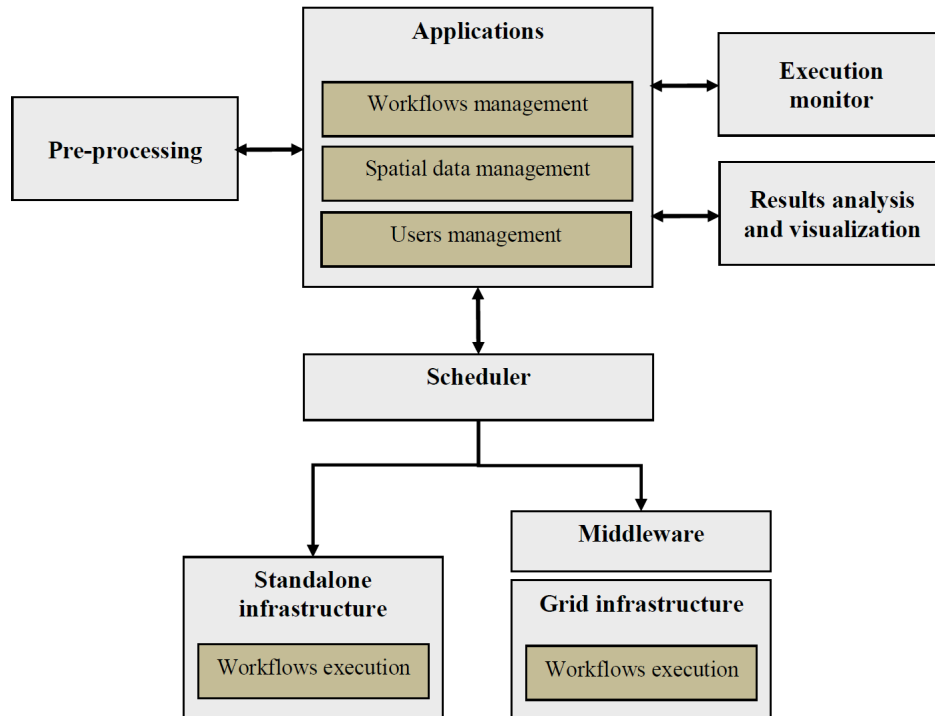 Applications
Workflows management
Spatial data management
Users management
Pre-processing
Execution
monitor
Results analysis
and visualization
Scheduler
Standalone
infrastructure
Workflows execution
Middleware
Grid infrastructure
Workflows execution